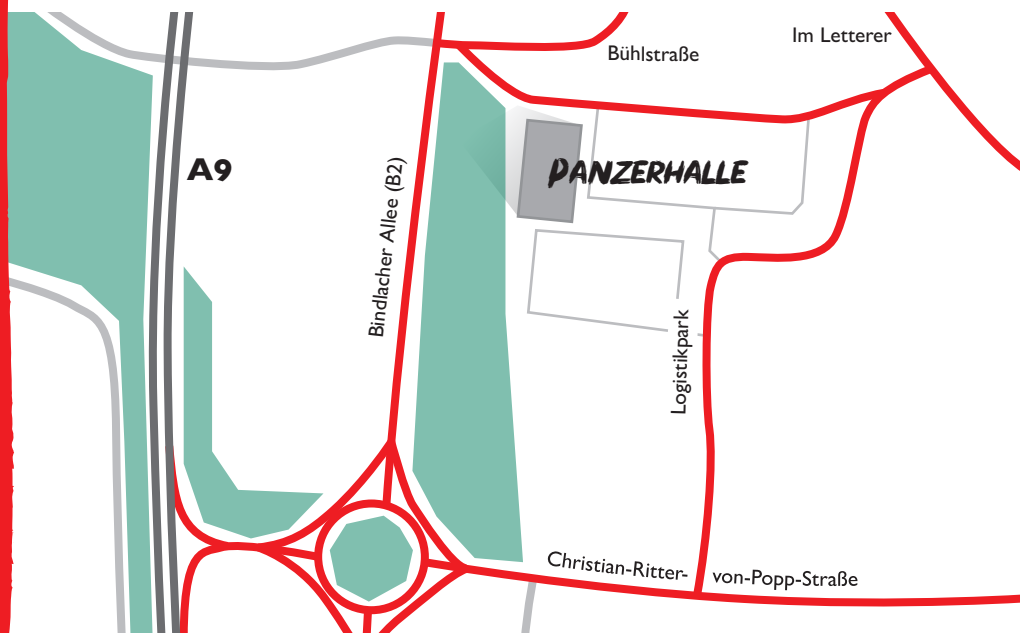 Im Letterer
Bühlstraße
A9
PANZERHALLE
Bindlacher Allee (B2)
Logistikpark
Christian-Ritter- von-Popp-Straße